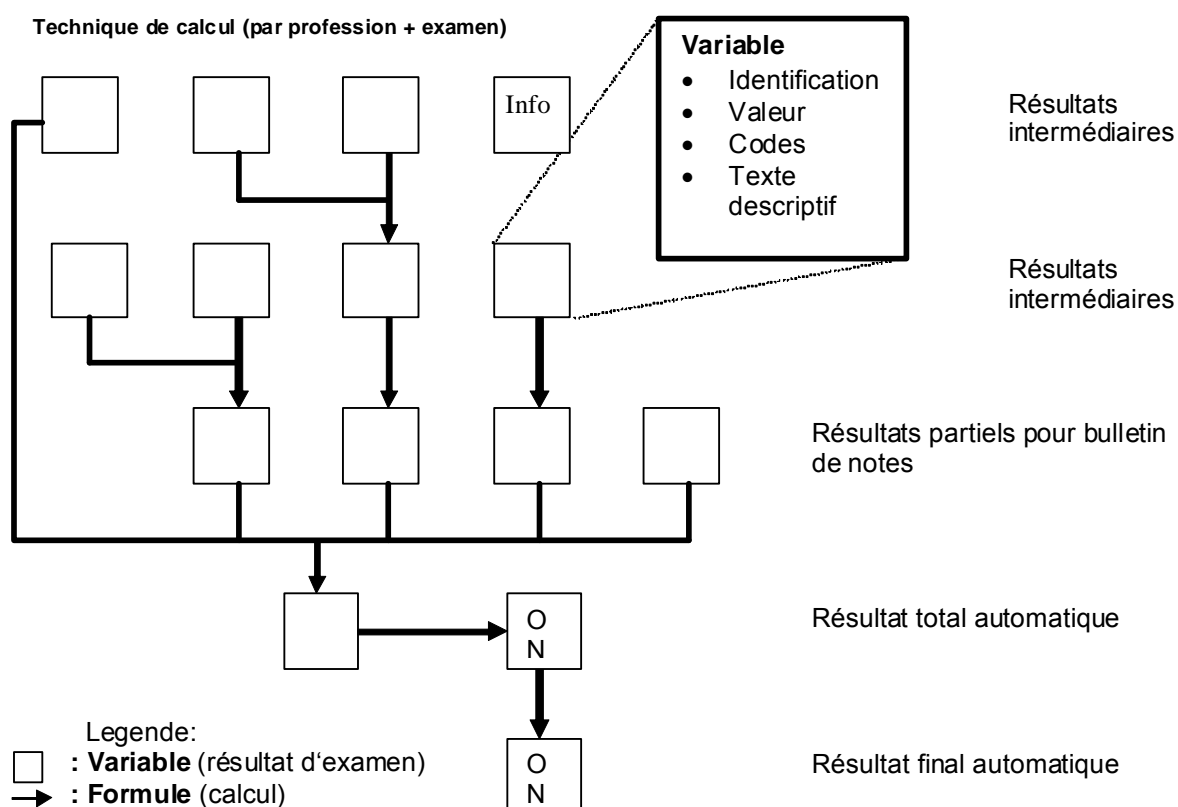 Technique de calcul (par profession + examen)
Variable
• Identification
• Valeur
• Codes
• Texte
descriptif
Info
Résultats
intermédiaires
Résultats
intermédiaires
Résultats partiels pour bulletin
de notes
O
N
Résultat total automatique
Legende:
: Variable (résultat d‘examen)
: Formule (calcul)
O
N
Résultat final automatique